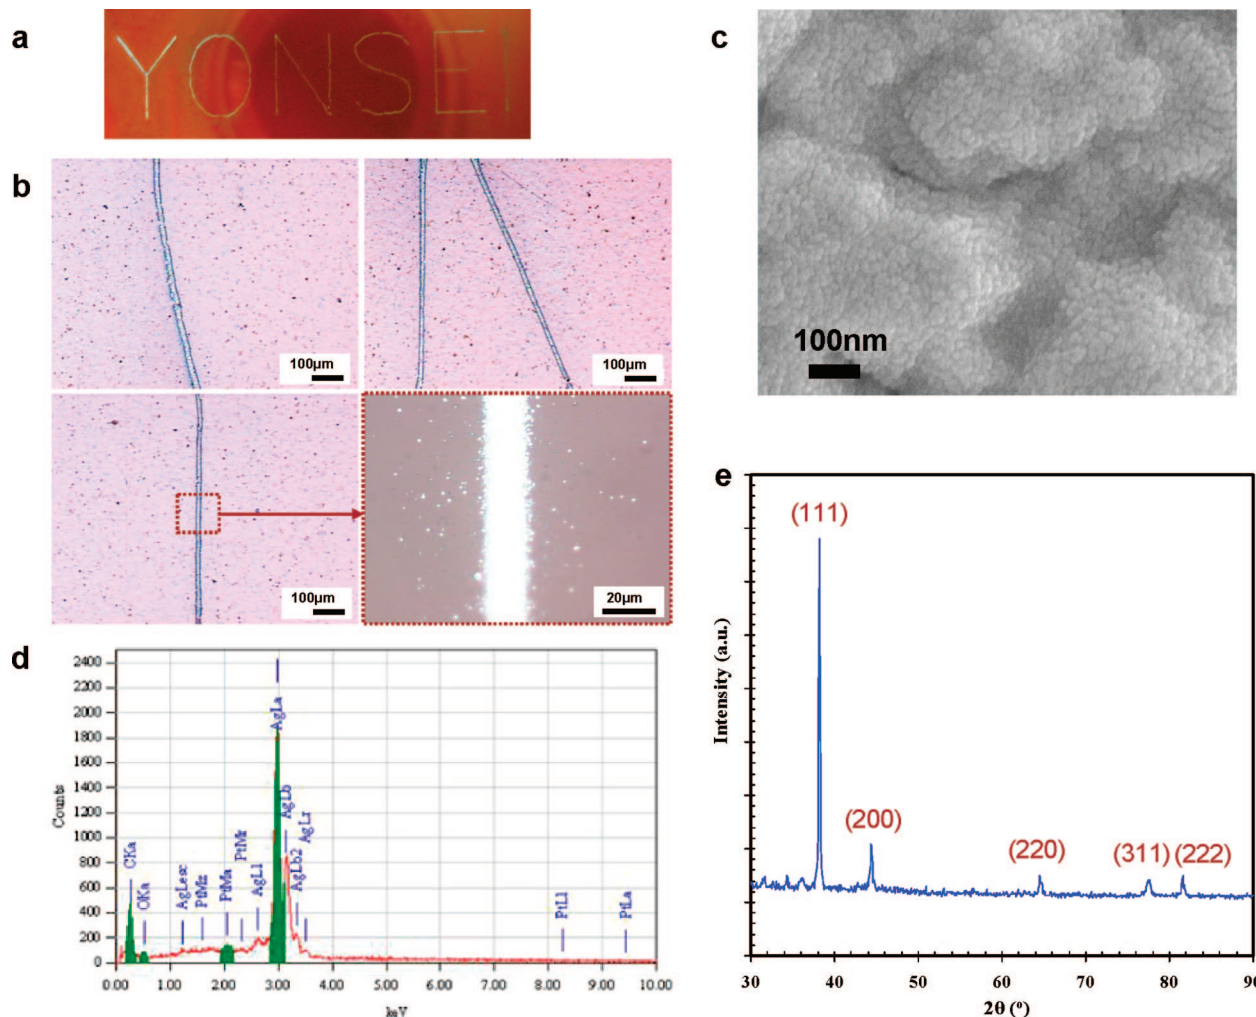 a
YONSEI
b
100μm
100μm
100μm
20μm
c
100nm
d
Counts
2400
2200
2000
1800
1600
1400
1200
1000
800
600
400
200
0
CKa
OKa
AgLesc
PtMz
PtMa
PtMr
AgLl
AgLa
AgLb
AgLb2
AgLr
PtLl
PtLa
0.00 1.00 2.00 3.00 4.00 5.00 6.00 7.00 8.00 9.00 10.00
keV
e
Intensity (a.u.)
(111)
(200)
(220)
(311)
(222)
30 40 50 60 70 80 90
2θ (º)